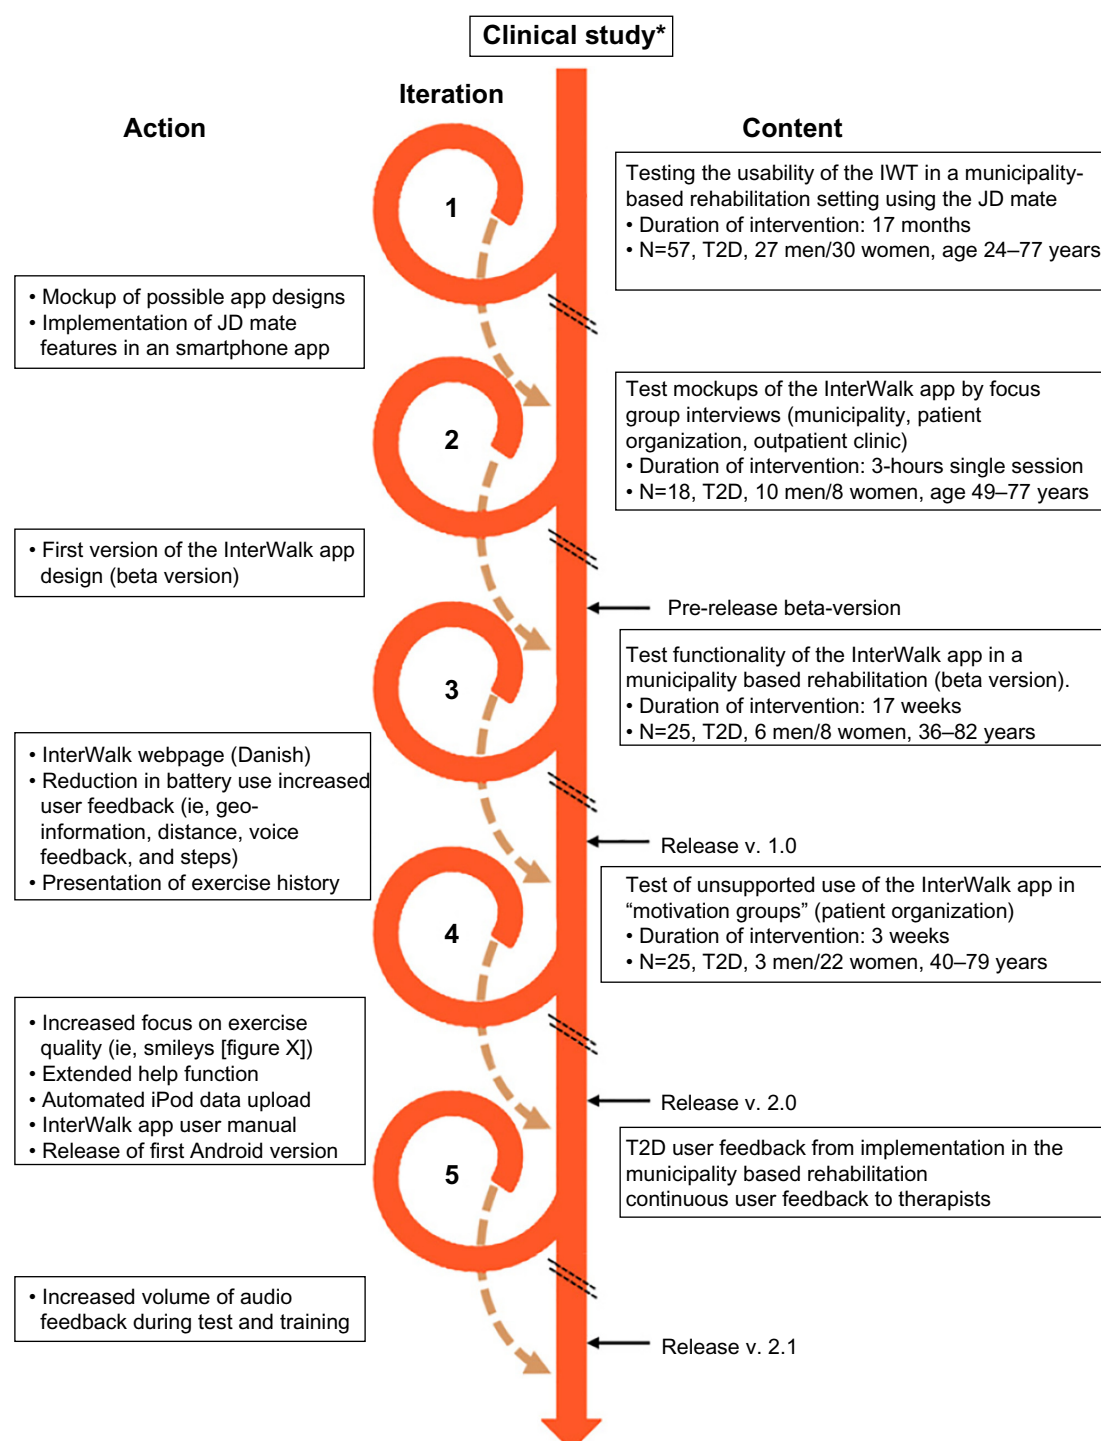 Clinical study*
Iteration
Action
Content
1
Testing the usability of the IWT in a municipality-
based rehabilitation setting using the JD mate
• Duration of intervention: 17 months
• N=57, T2D, 27 men/30 women, age 24–77 years
• Mockup of possible app designs
• Implementation of JD mate
features in an smartphone app
2
Test mockups of the InterWalk app by focus
group interviews (municipality, patient
organization, outpatient clinic)
• Duration of intervention: 3-hours single session
• N=18, T2D, 10 men/8 women, age 49–77 years
• First version of the InterWalk app
design (beta version)
Pre-release beta-version
3
Test functionality of the InterWalk app in a
municipality based rehabilitation (beta version).
• Duration of intervention: 17 weeks
• N=25, T2D, 6 men/8 women, 36–82 years
• InterWalk webpage (Danish)
• Reduction in battery use increased
user feedback (ie, geo-
information, distance, voice
feedback, and steps)
• Presentation of exercise history
Release v. 1.0
4
Test of unsupported use of the InterWalk app in
“motivation groups” (patient organization)
• Duration of intervention: 3 weeks
• N=25, T2D, 3 men/22 women, 40–79 years
• Increased focus on exercise
quality (ie, smileys [figure X])
• Extended help function
• Automated iPod data upload
• InterWalk app user manual
• Release of first Android version
Release v. 2.0
5
T2D user feedback from implementation in the
municipality based rehabilitation
continuous user feedback to therapists
• Increased volume of audio
feedback during test and training
Release v. 2.1